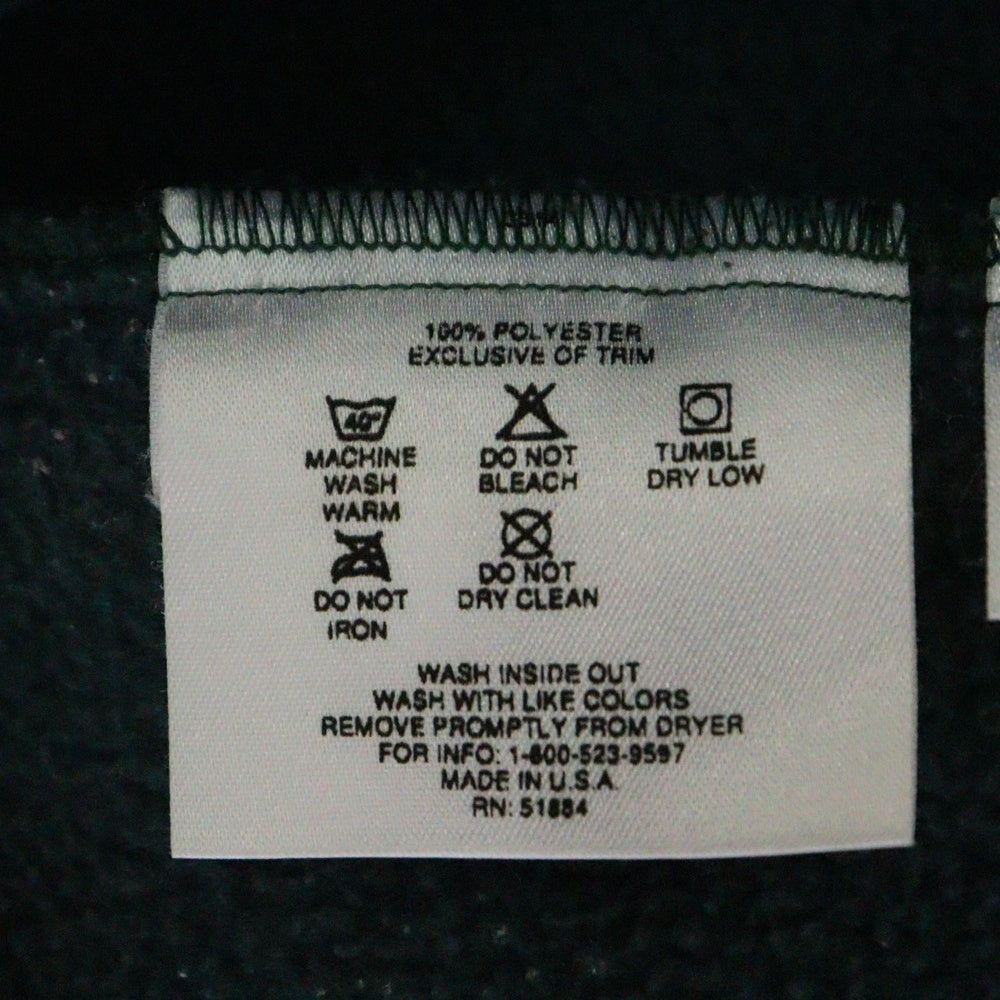 100% POLYESTER
EXCLUSIVE OF TRIM
40°
MACHINE
WASH
WARM
DO NOT
BLEACH
TUMBLE
DRY LOW
DO NOT
IRON
DO NOT
DRY CLEAN
WASH INSIDE OUT
WASH WITH LIKE COLORS
REMOVE PROMPTLY FROM DRYER
FOR INFO: 1-800-523-9597
MADE IN U.S.A.
RN: 51884